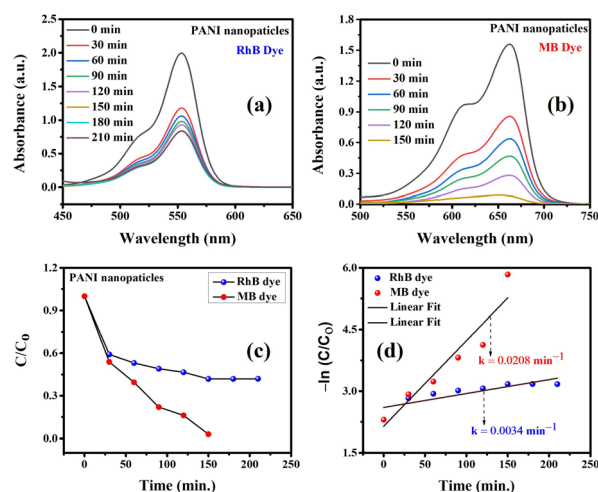 PANI nanopaticles
RhB Dye
0 min
30 min
60 min
90 min
120 min
150 min
180 min
210 min
(a)
Absorbance (a.u.)
2.5
2.0
1.5
1.0
0.5
0.0
450
500
550
600
650
Wavelength (nm)
PANI nanopaticles
MB Dye
0 min
30 min
60 min
90 min
120 min
150 min
(b)
Absorbance (a.u.)
1.8
1.5
1.2
0.9
0.6
0.3
0.0
500
550
600
650
700
750
Wavelength (nm)
PANI nanopaticles
RhB dye
MB dye
(c)
C/C₀
1.2
0.9
0.6
0.3
0.0
0
50
100
150
200
250
Time (min.)
RhB dye
MB dye
Linear Fit
Linear Fit
(d)
k = 0.0208 min⁻¹
k = 0.0034 min⁻¹
–ln (C/C₀)
6.0
4.5
3.0
1.5
0
50
100
150
200
250
Time (min.)